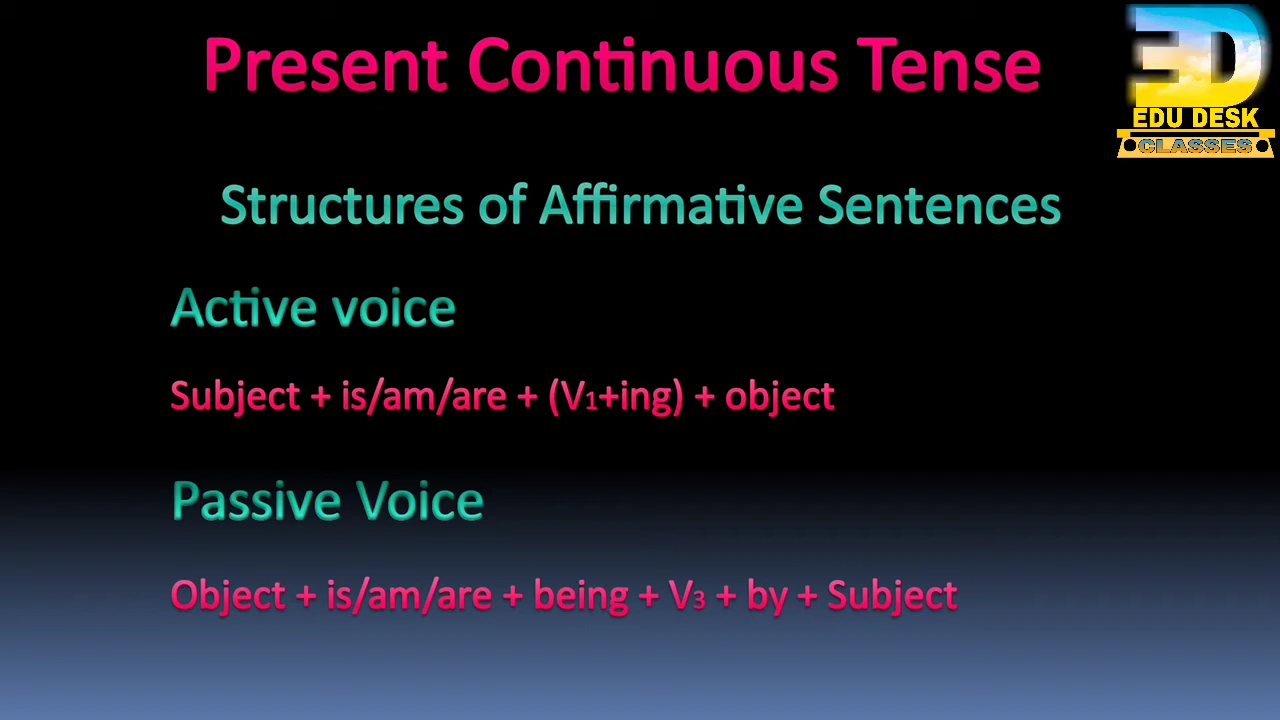 Present Continuous Tense
ED
EDU DESK
CLASSES
Structures of Affirmative Sentences
Active voice
Subject + is/am/are + (V₁+ing) + object
Passive Voice
Object + is/am/are + being + V₃ + by + Subject